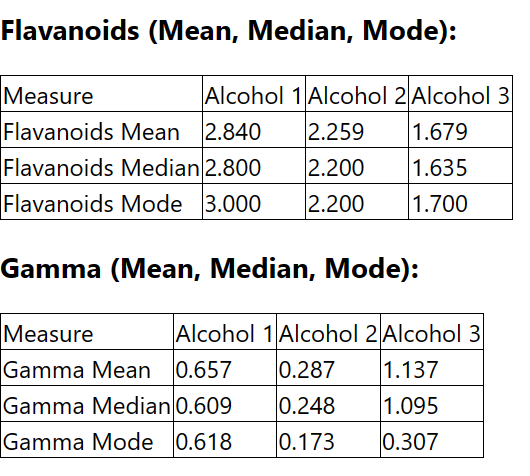 Flavanoids (Mean, Median, Mode):
Measure Alcohol 1 Alcohol 2 Alcohol 3
Flavanoids Mean 2.840 2.259 1.679
Flavanoids Median 2.800 2.200 1.635
Flavanoids Mode 3.000 2.200 1.700
Gamma (Mean, Median, Mode):
Measure Alcohol 1 Alcohol 2 Alcohol 3
Gamma Mean 0.657 0.287 1.137
Gamma Median 0.609 0.248 1.095
Gamma Mode 0.618 0.173 0.307